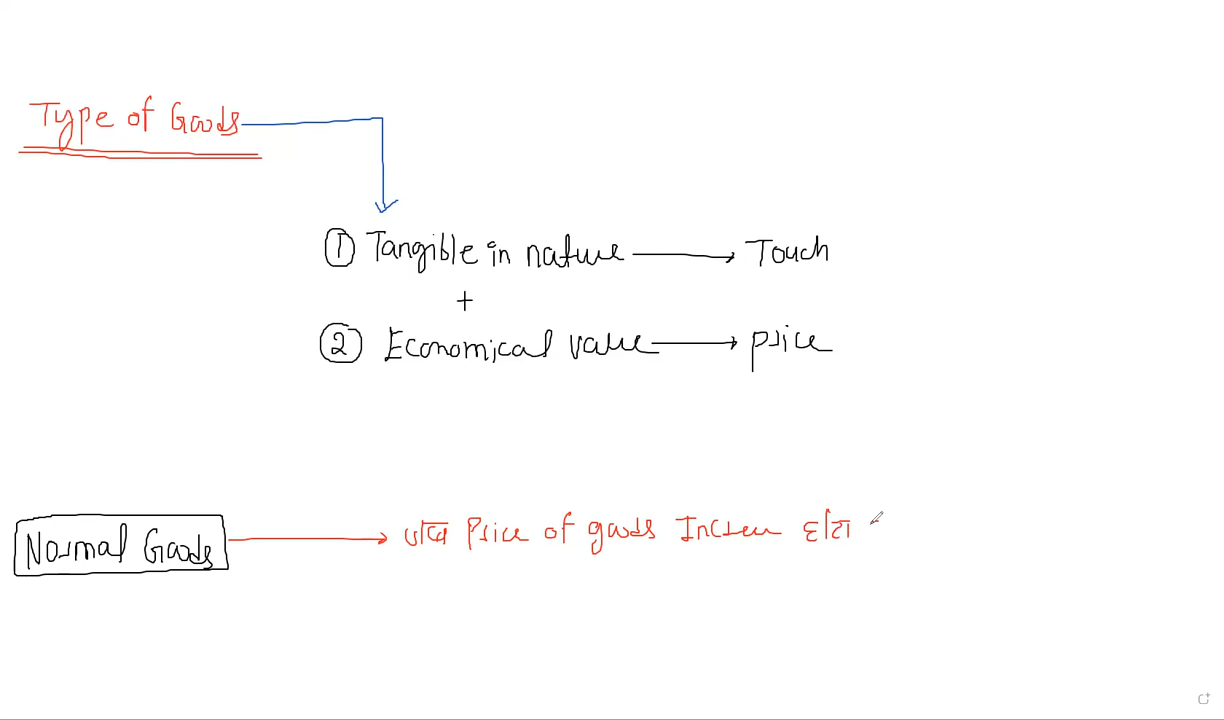 Type of Goods
① Tangible in nature → Touch
+
② Economical value → price
Normal Goods → जब Price of goods Increase होता